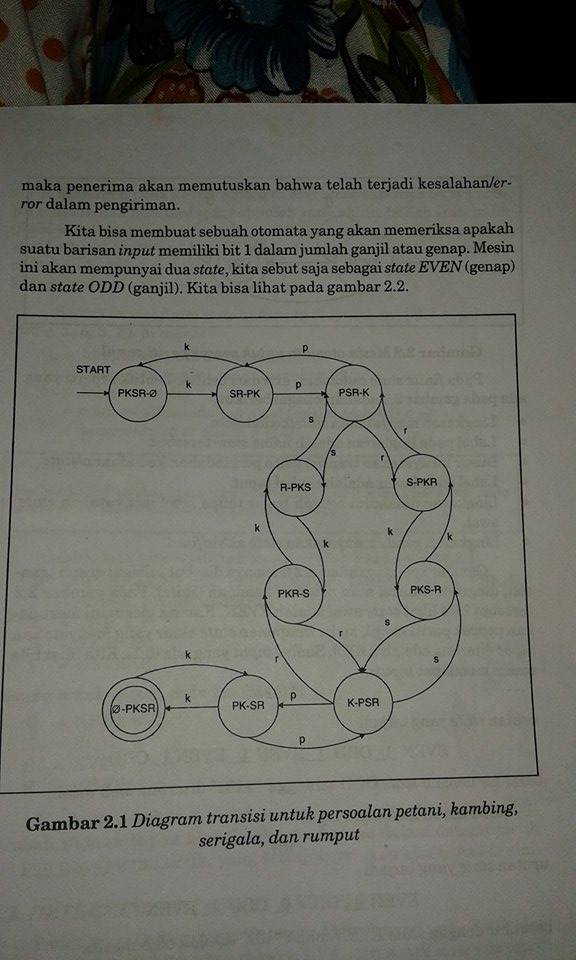 maka penerima akan memutuskan bahwa telah terjadi kesalahan/er-
ror dalam pengiriman.
Kita bisa membuat sebuah otomata yang akan memeriksa apakah
suatu barisan input memiliki bit 1 dalam jumlah ganjil atau genap. Mesin
ini akan mempunyai dua state, kita sebut saja sebagai state EVEN (genap)
dan state ODD (ganjil). Kita bisa lihat pada gambar 2.2.
k
p
START
PKSR-Ø
k
SR-PK
p
PSR-K
s
r
s
r
R-PKS
S-PKR
k
k
k
k
PKR-S
PKS-R
r
s
r
s
k
Ø-PKSR
k
PK-SR
p
K-PSR
p
Gambar 2.1 Diagram transisi untuk persoalan petani, kambing,
serigala, dan rumput